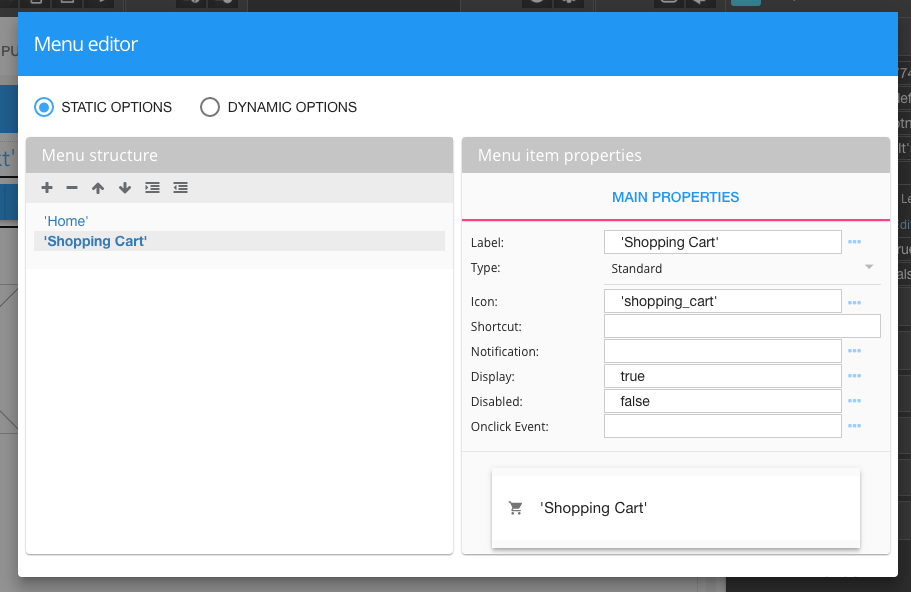 Menu editor
STATIC OPTIONS DYNAMIC OPTIONS
Menu structure
'Home'
'Shopping Cart'
Menu item properties
MAIN PROPERTIES
Label: 'Shopping Cart'
Type: Standard
Icon: 'shopping_cart'
Shortcut:
Notification:
Display: true
Disabled: false
Onclick Event:
'Shopping Cart'